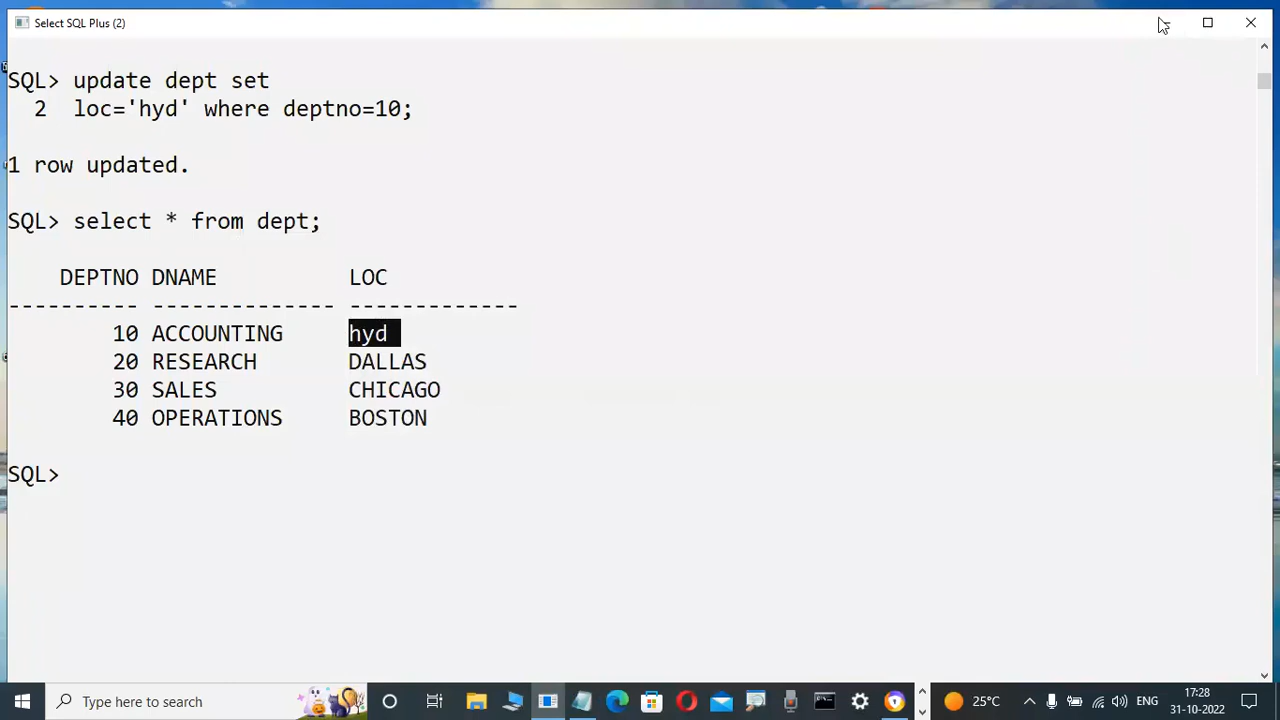 Select SQL Plus (2)
SQL> update dept set
  2  loc='hyd' where deptno=10;
1 row updated.
SQL> select * from dept;
    DEPTNO DNAME          LOC
---------- -------------- -------------
        10 ACCOUNTING     hyd
        20 RESEARCH       DALLAS
        30 SALES          CHICAGO
        40 OPERATIONS     BOSTON
SQL>
Type here to search
25°C
ENG
17:28
31-10-2022